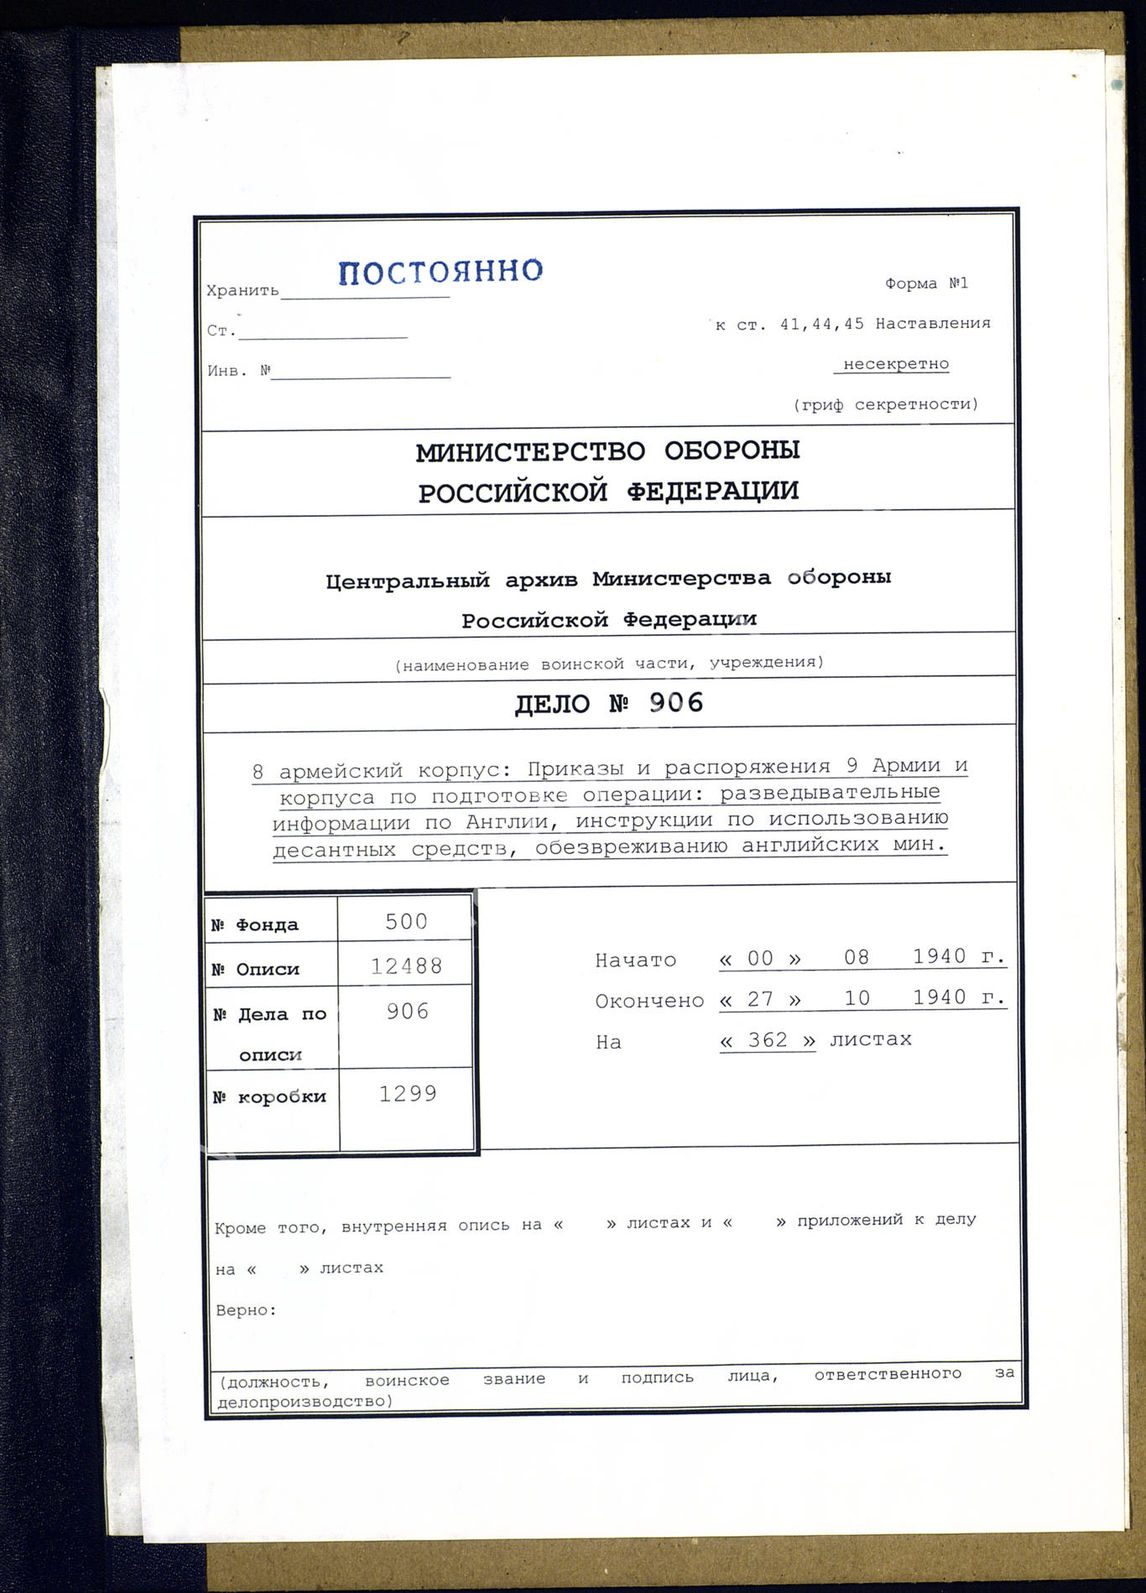 Хранить ПОСТОЯННО
Форма №1
Ст.
к ст. 41,44,45 Наставления
Инв. №
несекретно
(гриф секретности)
МИНИСТЕРСТВО ОБОРОНЫ
РОССИЙСКОЙ ФЕДЕРАЦИИ
Центральный архив Министерства обороны
Российской Федерации
(наименование воинской части, учреждения)
ДЕЛО № 906
8 армейский корпус: Приказы и распоряжения 9 Армии и
корпуса по подготовке операции: разведывательные
информации по Англии, инструкции по использованию
десантных средств, обезвреживанию английских мин.
№ Фонда 500
№ Описи 12488
№ Дела по 906
описи
№ коробки 1299
Начато « 00 » 08 1940 г.
Окончено « 27 » 10 1940 г.
На « 362 » листах
Кроме того, внутренняя опись на « » листах и « » приложений к делу
на « » листах
Верно:
(должность, воинское звание и подпись лица, ответственного за
делопроизводство)